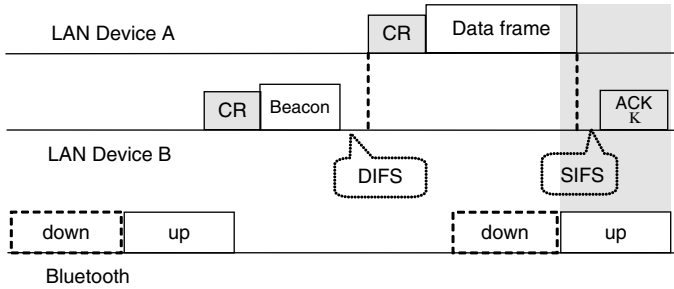 LAN Device A
CR
Data frame
CR
Beacon
ACK
K
LAN Device B
DIFS
SIFS
down
up
down
up
Bluetooth